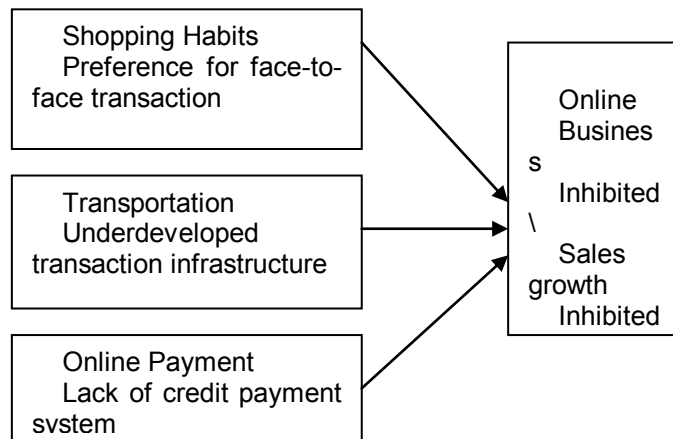 Shopping Habits
Preference for face-to-
face transaction
Transportation
Underdeveloped
transaction infrastructure
Online Payment
Lack of credit payment
system
Online
Busines
s
Inhibited
\
Sales
growth
Inhibited